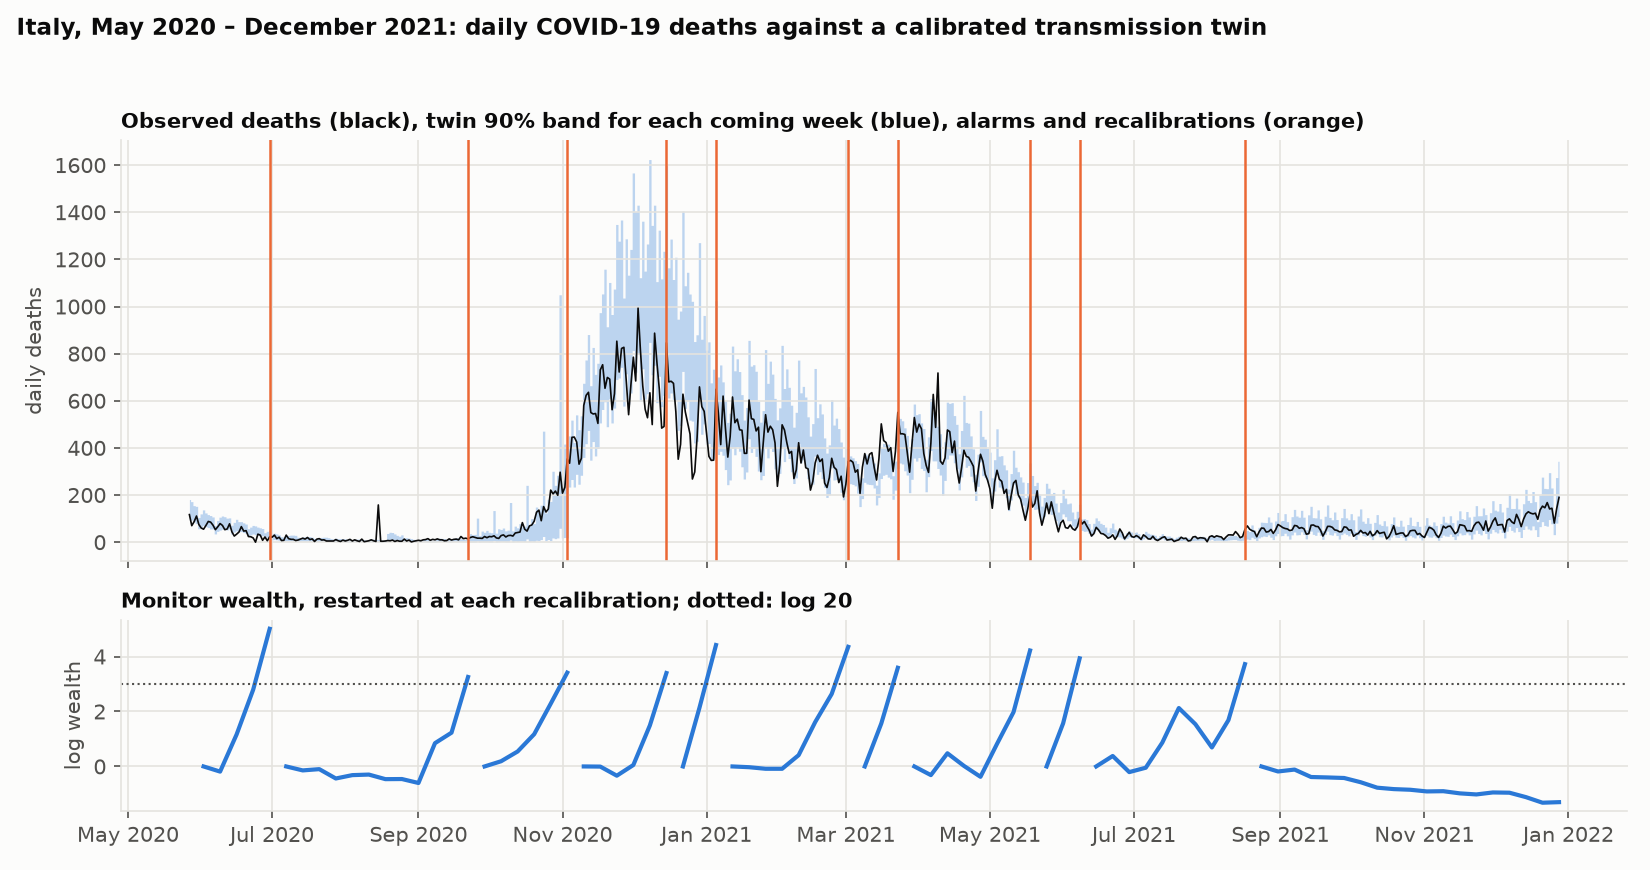 Italy, May 2020 – December 2021: daily COVID-19 deaths against a calibrated transmission twin
Observed deaths (black), twin 90% band for each coming week (blue), alarms and recalibrations (orange)
1600
1400
1200
1000
800
600
400
200
0
daily deaths
Monitor wealth, restarted at each recalibration; dotted: log 20
4
2
0
log wealth
May 2020 Jul 2020 Sep 2020 Nov 2020 Jan 2021 Mar 2021 May 2021 Jul 2021 Sep 2021 Nov 2021 Jan 2022